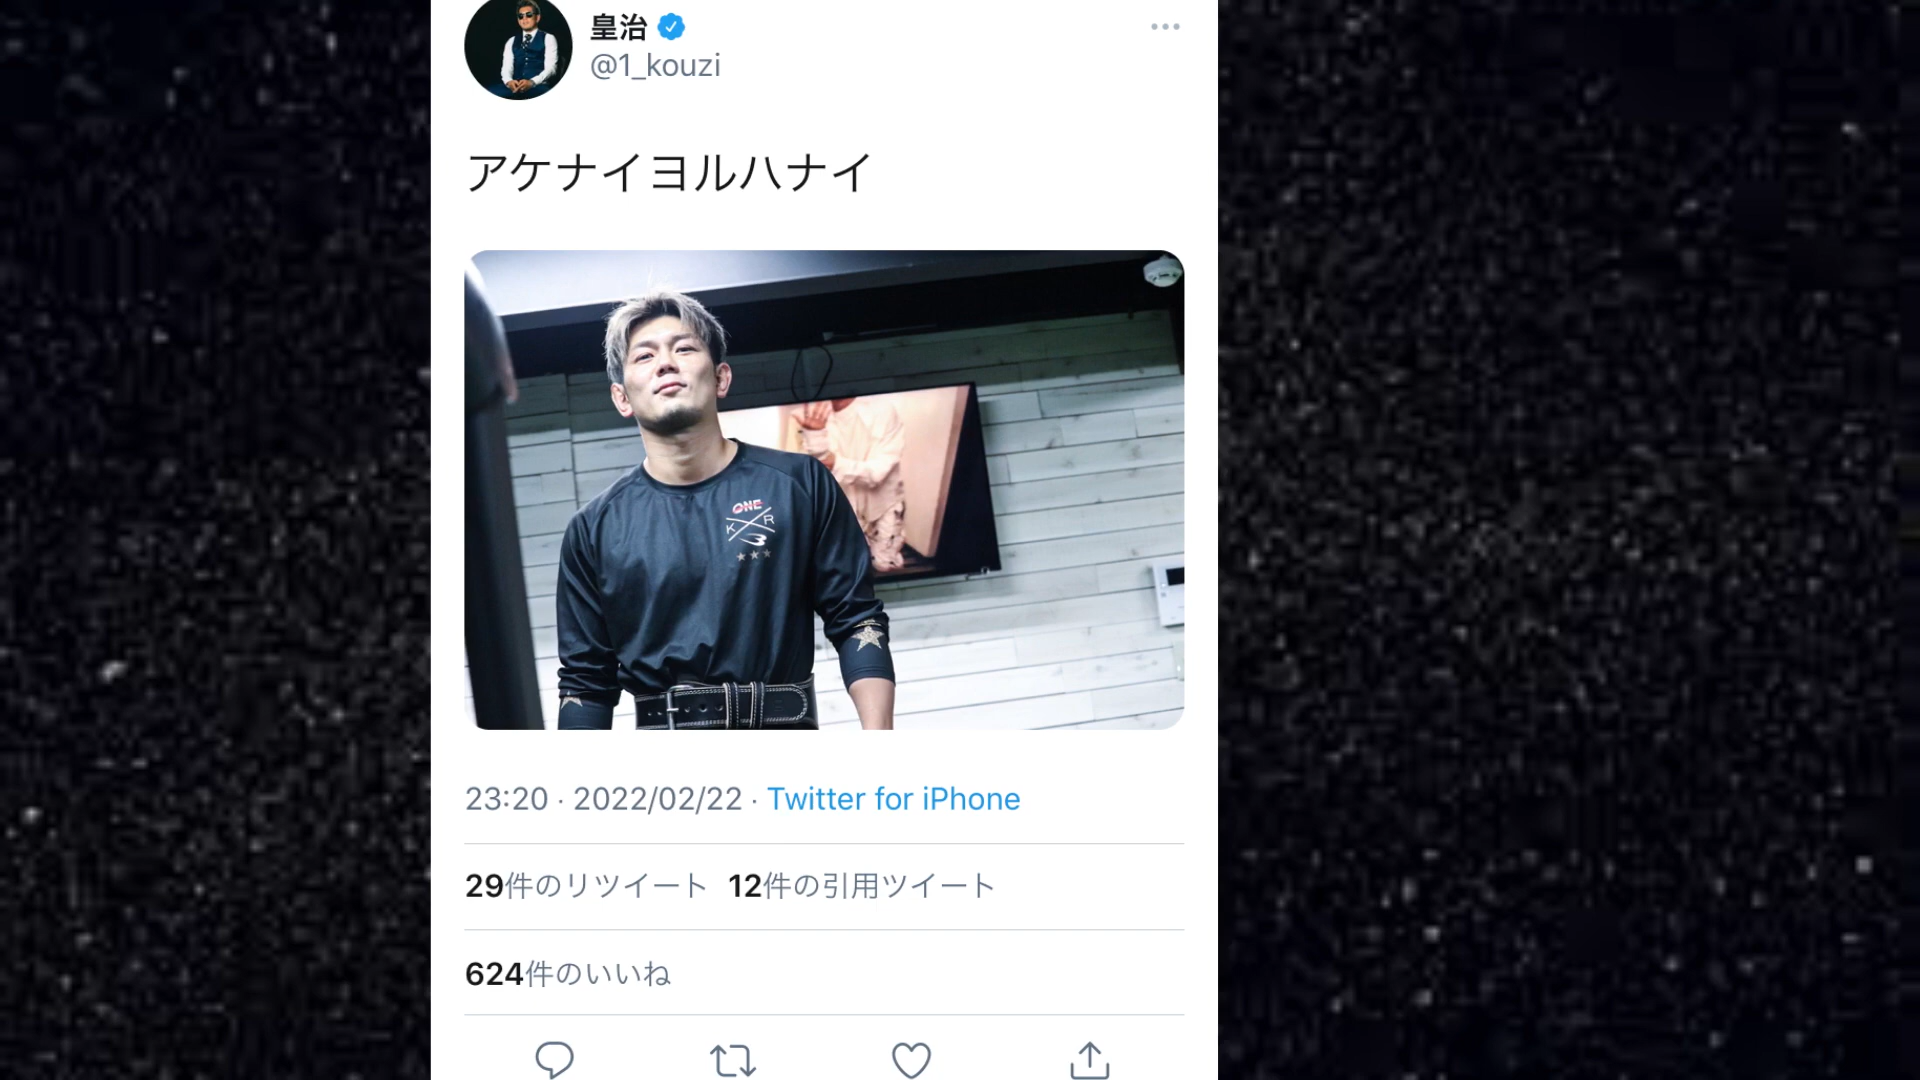 皇治
@1_kouzi
アケナイヨルハナイ
ONE
K R
23:20 · 2022/02/22 · Twitter for iPhone
29件のリツイート 12件の引用ツイート
624件のいいね